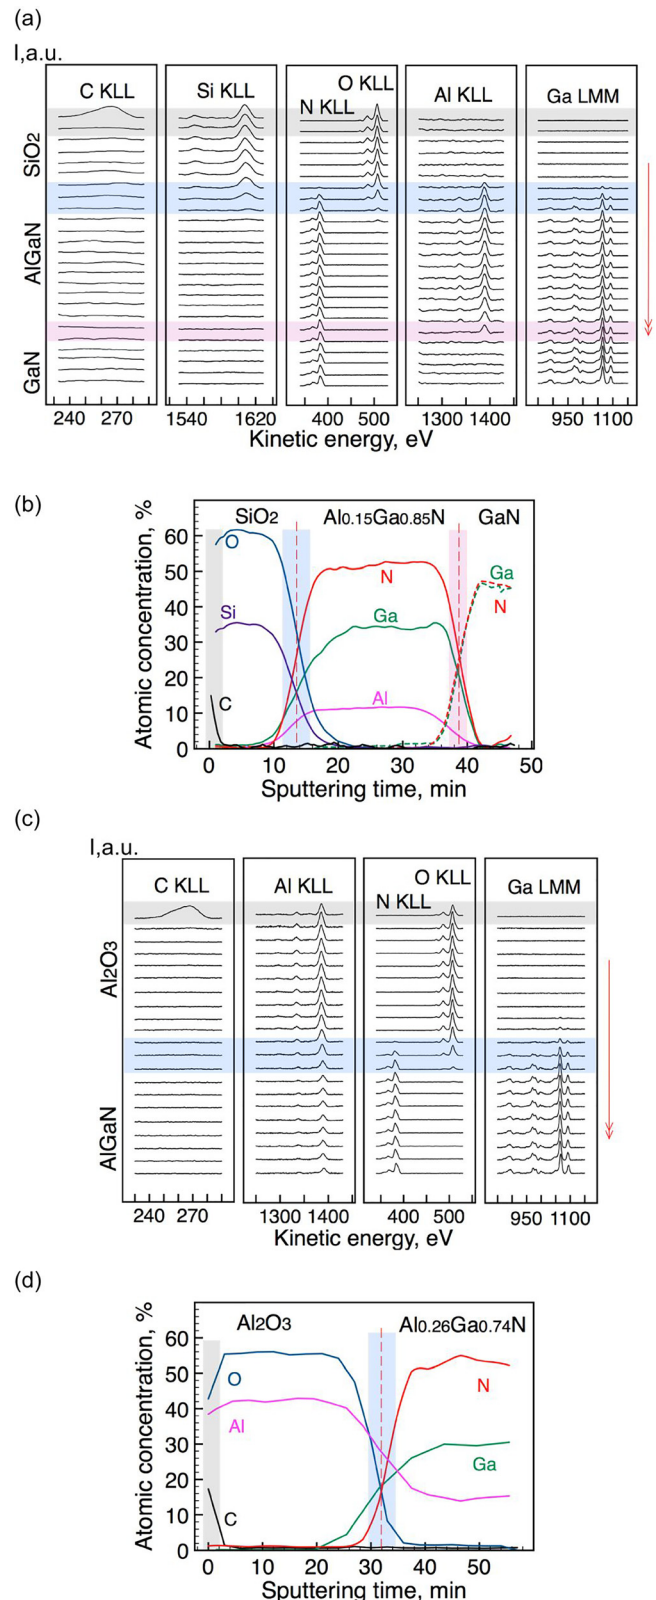 (a)
I,a.u.
C KLL
Si KLL
O KLL
N KLL
Al KLL
Ga LMM
SiO2
AlGaN
GaN
240 270
1540 1620
400 500
1300 1400
950 1100
Kinetic energy, eV
(b)
SiO2
Al0.15Ga0.85N
GaN
Atomic concentration, %
60
50
40
30
20
10
0
O
N
Ga
Ga
N
Si
C
Al
0 10 20 30 40 50
Sputtering time, min
(c)
I,a.u.
C KLL
Al KLL
O KLL
N KLL
Ga LMM
Al2O3
AlGaN
240 270
1300 1400
400 500
950 1100
Kinetic energy, eV
(d)
Al2O3
Al0.26Ga0.74N
Atomic concentration, %
60
50
40
30
20
10
0
O
N
Al
Ga
C
0 10 20 30 40 50
Sputtering time, min